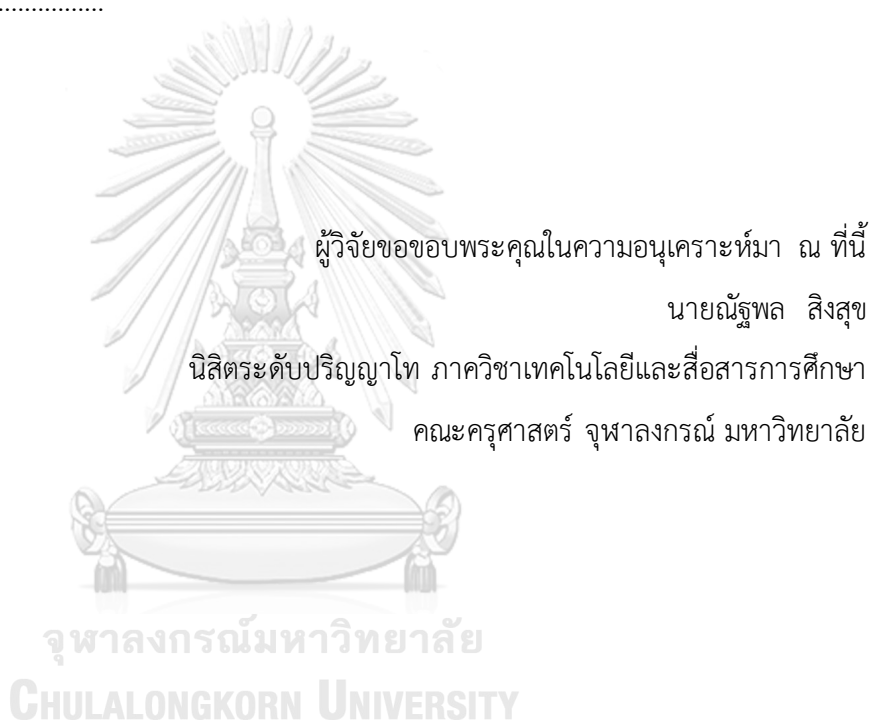 ................
ผู้วิจัยขอขอบพระคุณในความอนุเคราะห์มา ณ ที่นี้
นายณัฐพล สิงสุข
นิสิตระดับปริญญาโท ภาควิชาเทคโนโลยีและสื่อสารการศึกษา
คณะครุศาสตร์ จุฬาลงกรณ์ มหาวิทยาลัย
จุฬาลงกรณ์มหาวิทยาลัย
CHULALONGKORN UNIVERSITY